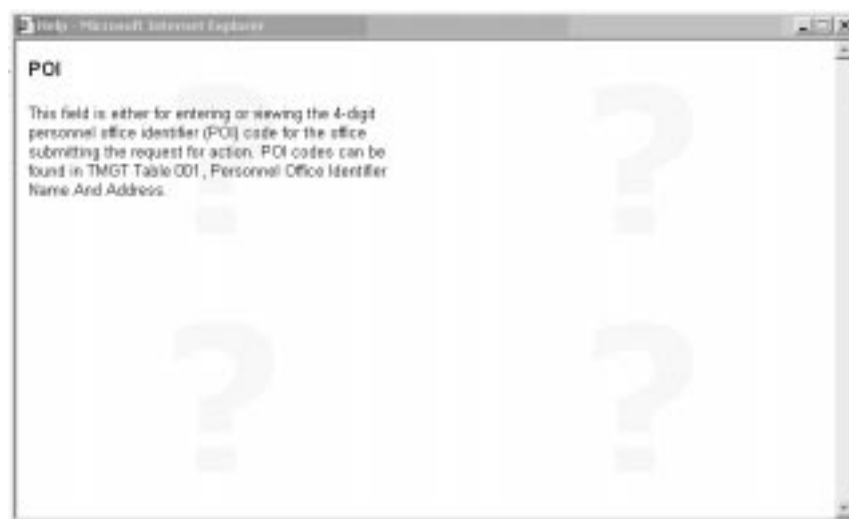 Help - Microsoft Internet Explorer
POI
This field is either for entering or viewing the 4-digit
personnel office identifier (POI) code for the office
submitting the request for action. POI codes can be
found in TMGT Table 001, Personnel Office Identifier
Name And Address.
? ?
? ?